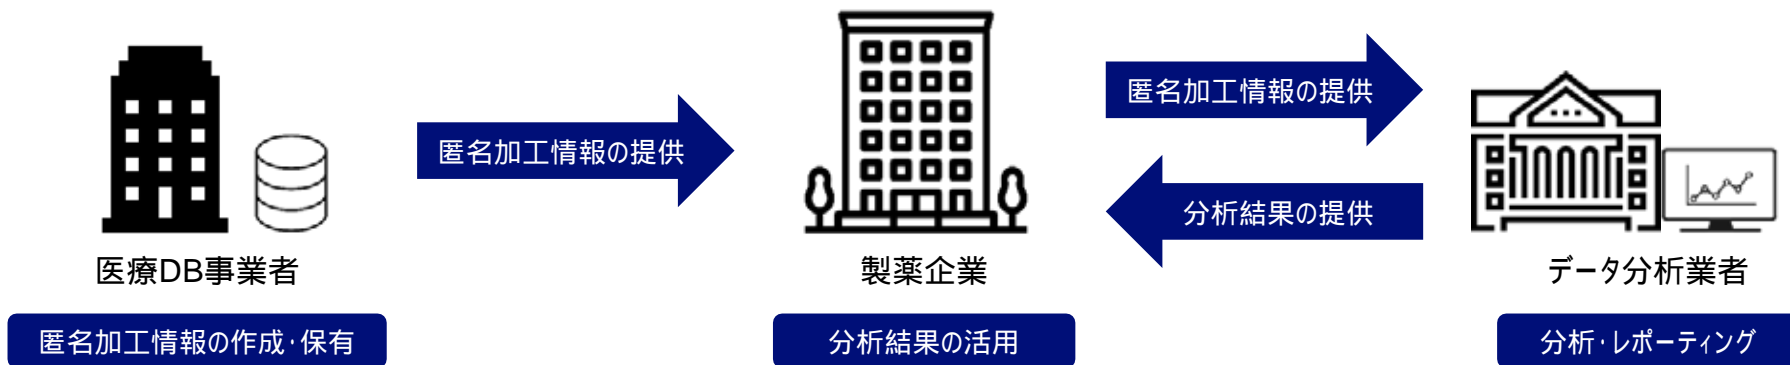 匿名加工情報の提供
匿名加工情報の提供
分析結果の提供
医療DB事業者
製薬企業
データ分析業者
匿名加工情報の作成・保有
分析結果の活用
分析・レポーティング